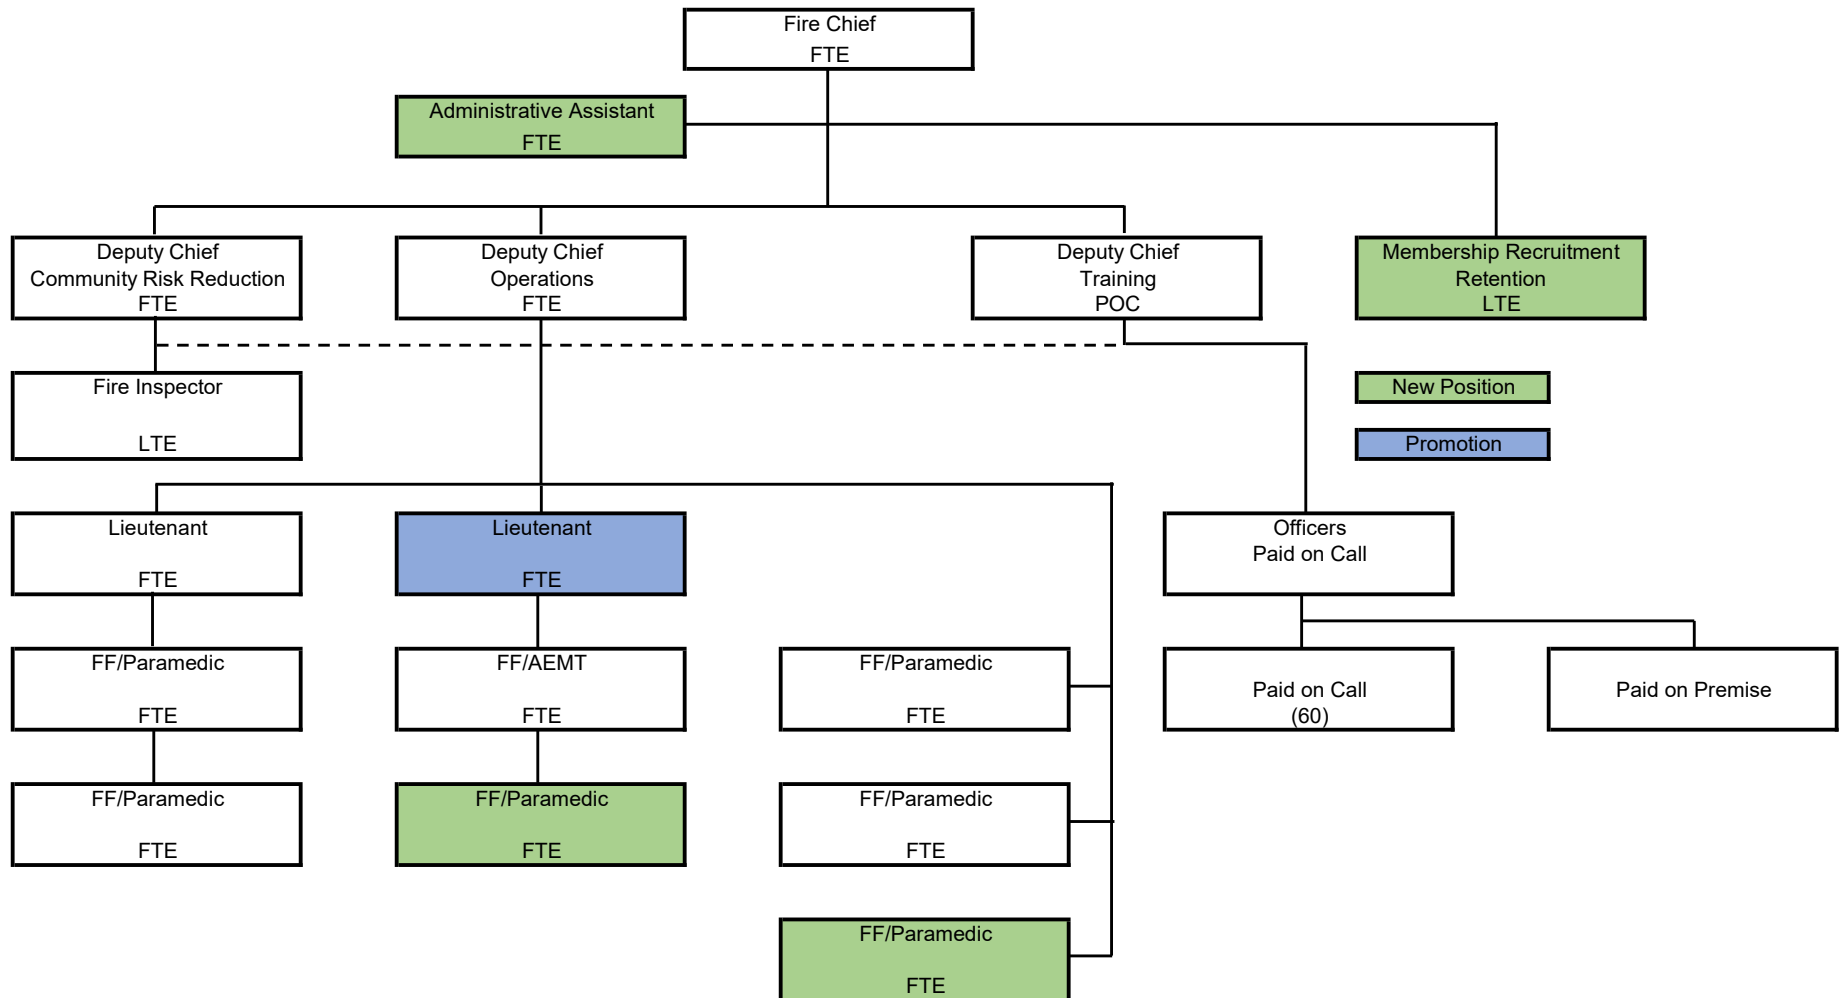 Fire Chief
FTE
Administrative Assistant
FTE
Deputy Chief
Community Risk Reduction
FTE
Deputy Chief
Operations
FTE
Deputy Chief
Training
POC
Membership Recruitment
Retention
LTE
Fire Inspector
LTE
New Position
Promotion
Lieutenant
FTE
Lieutenant
FTE
Officers
Paid on Call
FF/Paramedic
FTE
FF/AEMT
FTE
FF/Paramedic
FTE
Paid on Call
(60)
Paid on Premise
FF/Paramedic
FTE
FF/Paramedic
FTE
FF/Paramedic
FTE
FF/Paramedic
FTE